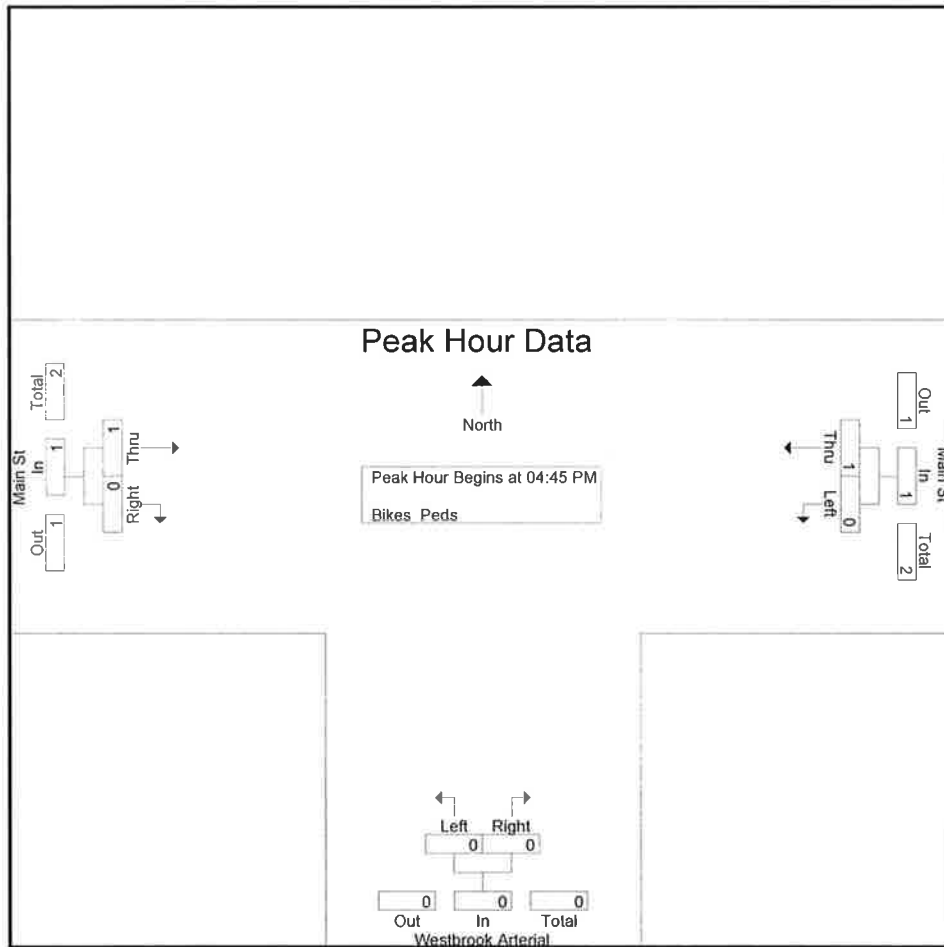 Peak Hour Data
North
Peak Hour Begins at 04:45 PM
Bikes Peds
Main St
Out In Total
1 1 2
Right Thru
0 1
Main St
Out In Total
1 1 2
Thru Left
1 0
Left Right
0 0
0 0 0
Out In Total
Westbrook Arterial